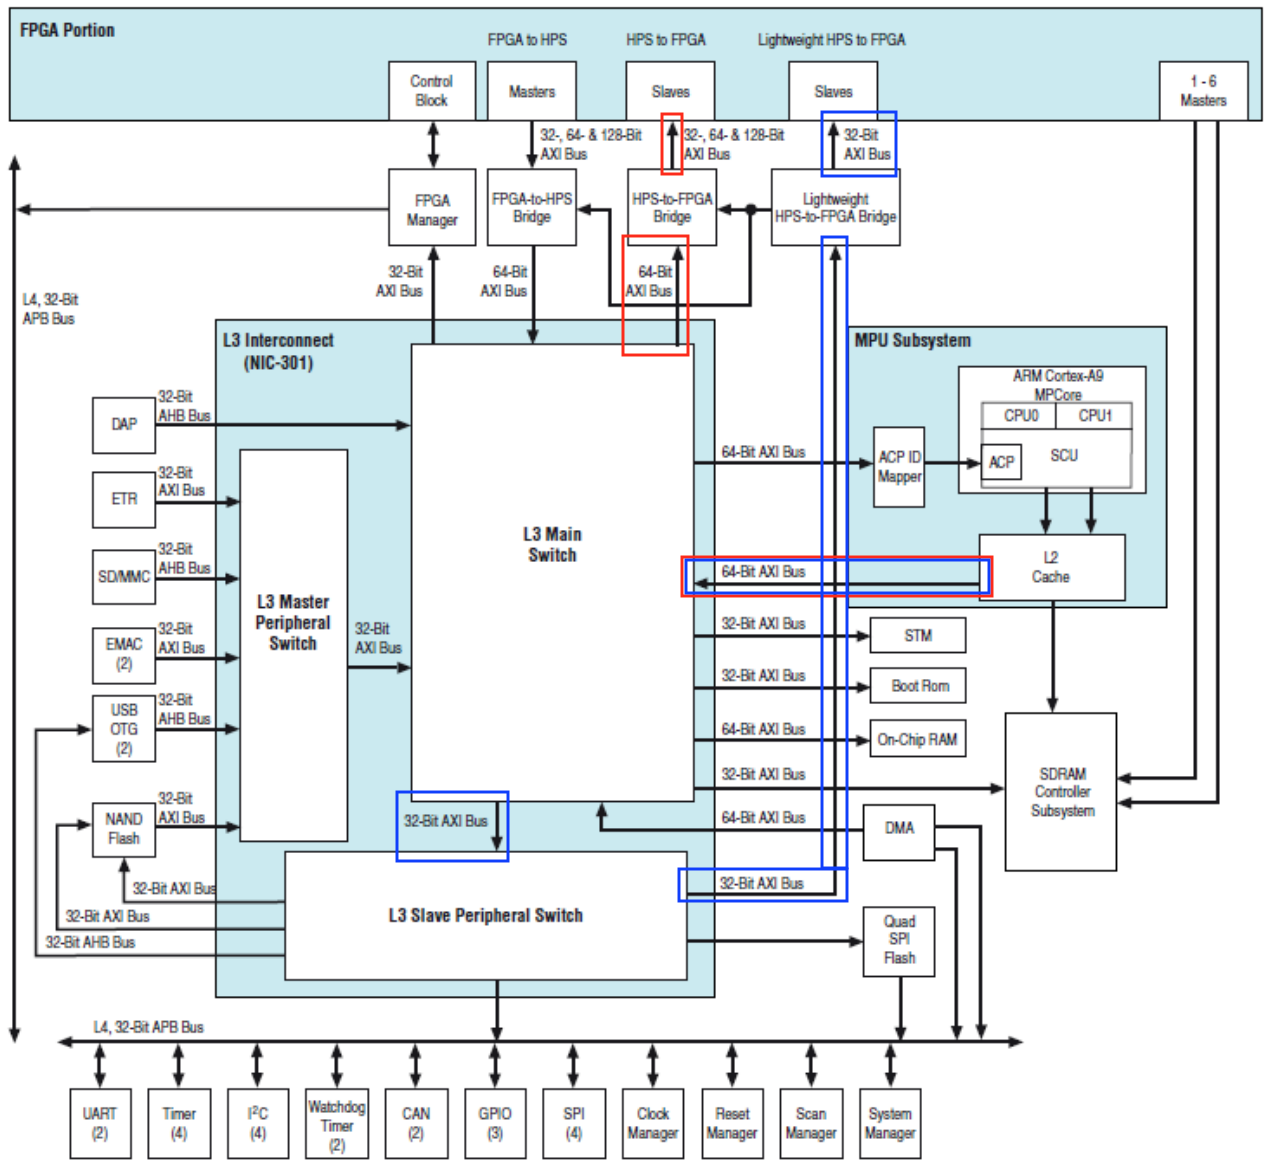 FPGA Portion
FPGA to HPS
HPS to FPGA
Lightweight HPS to FPGA
Control
Block
Masters
Slaves
Slaves
1 - 6
Masters
32-, 64- & 128-Bit
AXI Bus
32-, 64- & 128-Bit
AXI Bus
32-Bit
AXI Bus
FPGA
Manager
FPGA-to-HPS
Bridge
HPS-to-FPGA
Bridge
Lightweight
HPS-to-FPGA Bridge
32-Bit
AXI Bus
64-Bit
AXI Bus
64-Bit
AXI Bus
L4, 32-Bit
APB Bus
L3 Interconnect
(NIC-301)
MPU Subsystem
ARM Cortex-A9
MPCore
CPU0
CPU1
SCU
ACP
ACP ID
Mapper
64-Bit AXI Bus
L2
Cache
64-Bit AXI Bus
DAP
32-Bit
AHB Bus
ETR
32-Bit
AXI Bus
SD/MMC
32-Bit
AHB Bus
EMAC
(2)
32-Bit
AXI Bus
USB
OTG
(2)
32-Bit
AHB Bus
NAND
Flash
32-Bit
AXI Bus
L3 Master
Peripheral
Switch
32-Bit
AXI Bus
L3 Main
Switch
32-Bit AXI Bus
STM
32-Bit AXI Bus
Boot Rom
64-Bit AXI Bus
On-Chip RAM
32-Bit AXI Bus
SDRAM
Controller
Subsystem
64-Bit AXI Bus
DMA
32-Bit AXI Bus
32-Bit AXI Bus
32-Bit AXI Bus
32-Bit AXI Bus
32-Bit AHB Bus
L3 Slave Peripheral Switch
Quad
SPI
Flash
L4, 32-Bit APB Bus
UART
(2)
Timer
(4)
I²C
(4)
Watchdog
Timer
(2)
CAN
(2)
GPIO
(3)
SPI
(4)
Clock
Manager
Reset
Manager
Scan
Manager
System
Manager